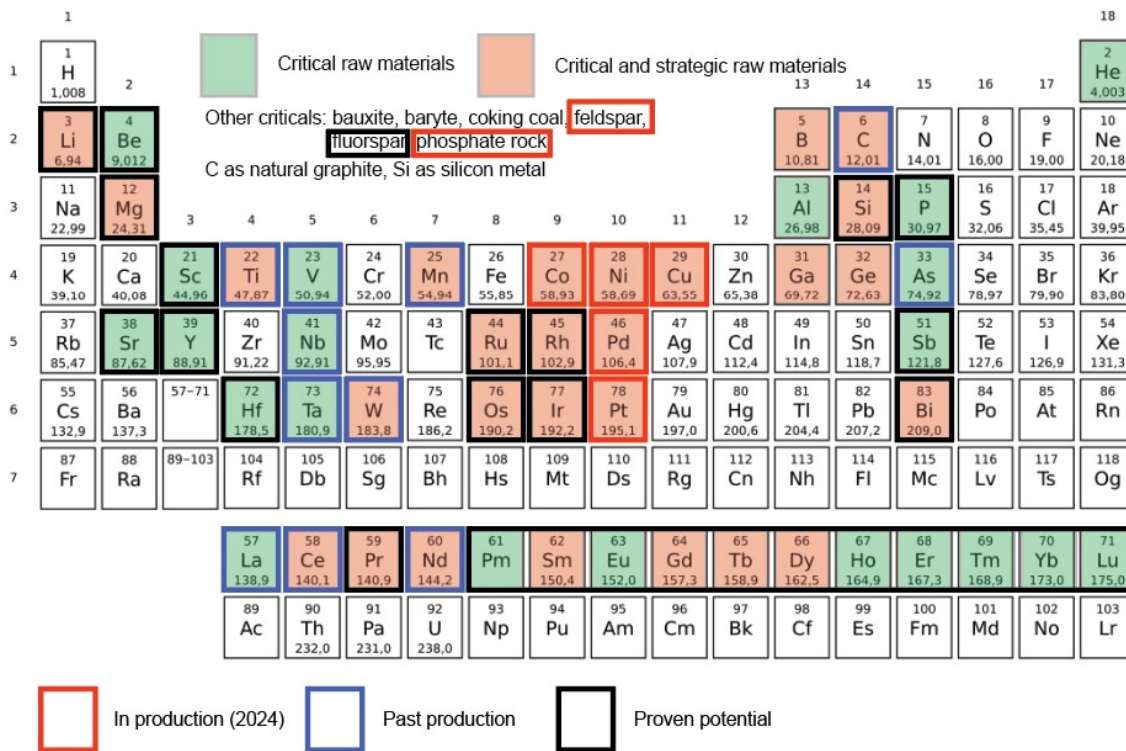 1 18
1 H 1,008 2 Critical raw materials Critical and strategic raw materials 13 14 15 16 17 2 He 4,003
1
Other criticals: bauxite, baryte, coking coal, feldspar,
fluorspar, phosphate rock
C as natural graphite, Si as silicon metal
2 3 Li 6,94 4 Be 9,012 5 B 10,81 6 C 12,01 7 N 14,01 8 O 16,00 9 F 19,00 10 Ne 20,18
3 11 Na 22,99 12 Mg 24,31 3 4 5 6 7 8 9 10 11 12 13 Al 26,98 14 Si 28,09 15 P 30,97 16 S 32,06 17 Cl 35,45 18 Ar 39,95
4 19 K 39,10 20 Ca 40,08 21 Sc 44,96 22 Ti 47,87 23 V 50,94 24 Cr 52,00 25 Mn 54,94 26 Fe 55,85 27 Co 58,93 28 Ni 58,69 29 Cu 63,55 30 Zn 65,38 31 Ga 69,72 32 Ge 72,63 33 As 74,92 34 Se 78,97 35 Br 79,90 36 Kr 83,80
5 37 Rb 85,47 38 Sr 87,62 39 Y 88,91 40 Zr 91,22 41 Nb 92,91 42 Mo 95,95 43 Tc 44 Ru 101,1 45 Rh 102,9 46 Pd 106,4 47 Ag 107,9 48 Cd 112,4 49 In 114,8 50 Sn 118,7 51 Sb 121,8 52 Te 127,6 53 I 126,9 54 Xe 131,3
6 55 Cs 132,9 56 Ba 137,3 57–71 72 Hf 178,5 73 Ta 180,9 74 W 183,8 75 Re 186,2 76 Os 190,2 77 Ir 192,2 78 Pt 195,1 79 Au 197,0 80 Hg 200,6 81 Tl 204,4 82 Pb 207,2 83 Bi 209,0 84 Po 85 At 86 Rn
7 87 Fr 88 Ra 89–103 104 Rf 105 Db 106 Sg 107 Bh 108 Hs 109 Mt 110 Ds 111 Rg 112 Cn 113 Nh 114 Fl 115 Mc 116 Lv 117 Ts 118 Og
57 La 138,9 58 Ce 140,1 59 Pr 140,9 60 Nd 144,2 61 Pm 62 Sm 150,4 63 Eu 152,0 64 Gd 157,3 65 Tb 158,9 66 Dy 162,5 67 Ho 164,9 68 Er 167,3 69 Tm 168,9 70 Yb 173,0 71 Lu 175,0
89 Ac 90 Th 232,0 91 Pa 231,0 92 U 238,0 93 Np 94 Pu 95 Am 96 Cm 97 Bk 98 Cf 99 Es 100 Fm 101 Md 102 No 103 Lr
In production (2024) Past production Proven potential